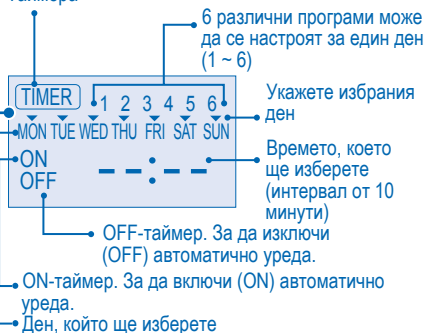 таймера
6 различни програми може
да се настроят за един ден
(1 ~ 6)
TIMER 1 2 3 4 5 6
MON TUE WED THU FRI SAT SUN
ON
OFF
--:--
Укажете избрания
ден
Времето, което
ще изберете
(интервал от 10
минути)
OFF-таймер. За да изключи
(OFF) автоматично уреда.
ON-таймер. За да включи (ON) автоматично
уреда.
Ден, който ще изберете